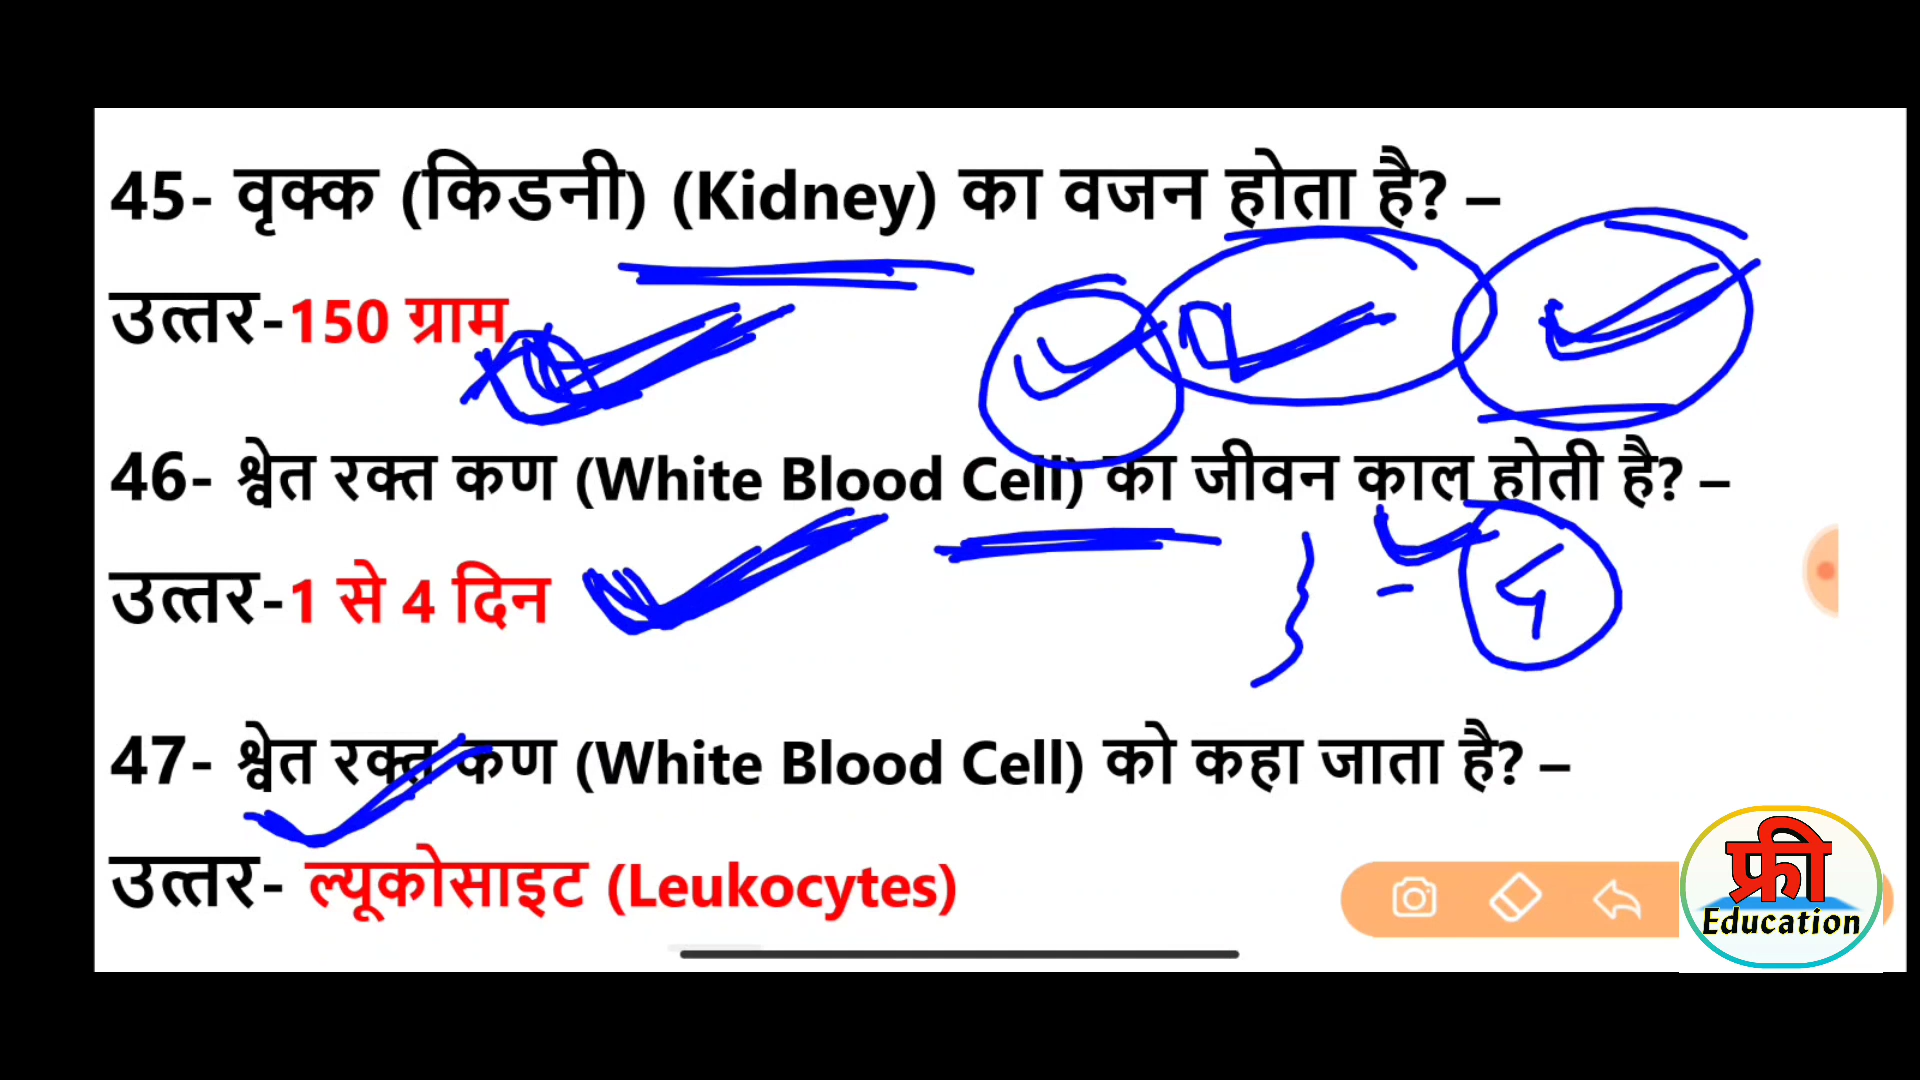 45- वृक्क (किडनी) (Kidney) का वजन होता है? –
उत्तर-150 ग्राम
46- श्वेत रक्त कण (White Blood Cell) का जीवन काल होती है? –
उत्तर-1 से 4 दिन
4
47- श्वेत रक्त कण (White Blood Cell) को कहा जाता है? –
उत्तर- ल्यूकोसाइट (Leukocytes)
फ्री
Education